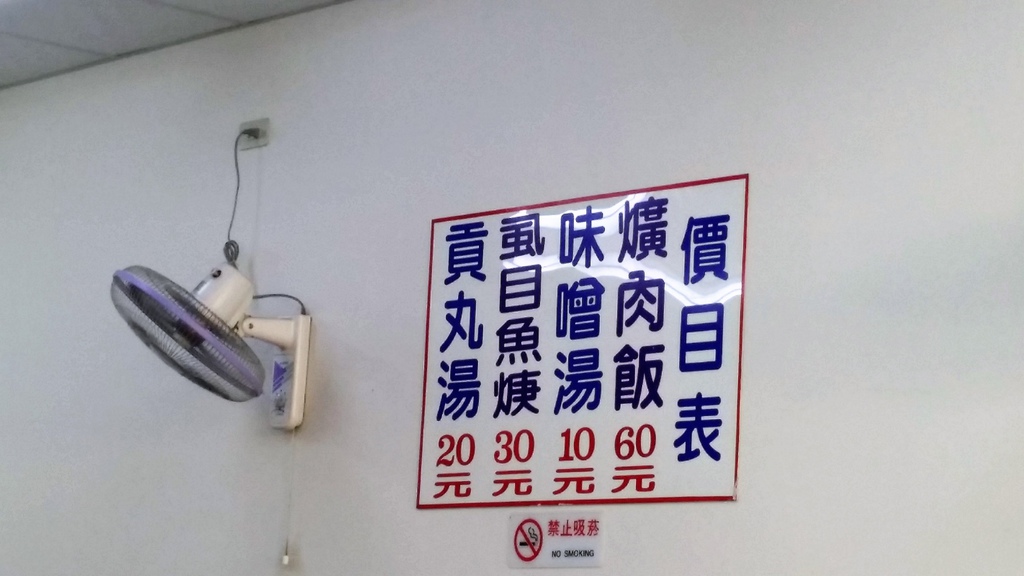 價目表
爌肉飯60元
味噌湯10元
虱目魚焿30元
貢丸湯20元
禁止吸菸
NO SMOKING